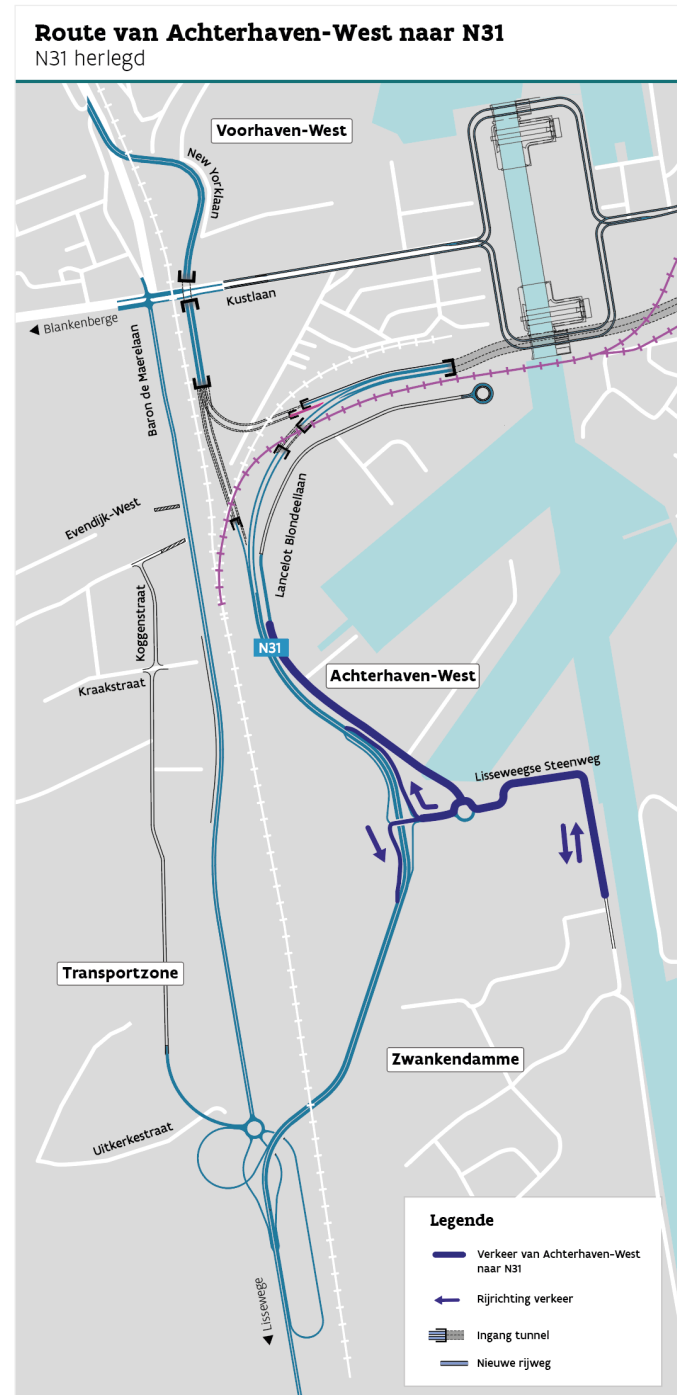 Route van Achterhaven-West naar N31
N31 herlegd
Voorhaven-West
New Yorklaan
Kustlaan
Blankenberge
Baron de Maerelaan
Evendijk-West
Lancelot Blondeellaan
Koggenstraat
N31
Achterhaven-West
Kraakstraat
Lisseweegse Steenweg
Transportzone
Zwankendamme
Uitkerkestraat
Lissewege
Legende
Verkeer van Achterhaven-West
naar N31
Rijrichting verkeer
Ingang tunnel
Nieuwe rijweg